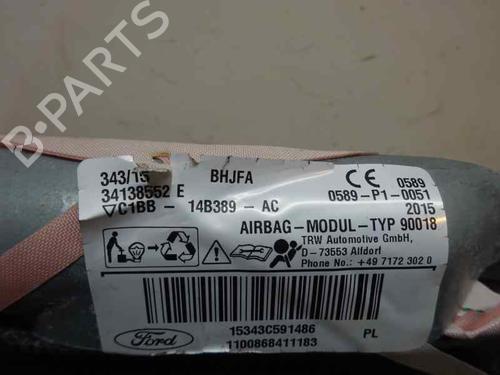 343/15
BHJFA
34138552 E
C1BB - 14B389 - AC
0589
0589-P1-0051
2015
AIRBAG-MODUL-TYP 90018
TRW Automotive GmbH,
D-73553 Alfdorf
Phone No.: +49 7172 302 0
Ford
15343C591486
PL
1100868411183
B-PARTS